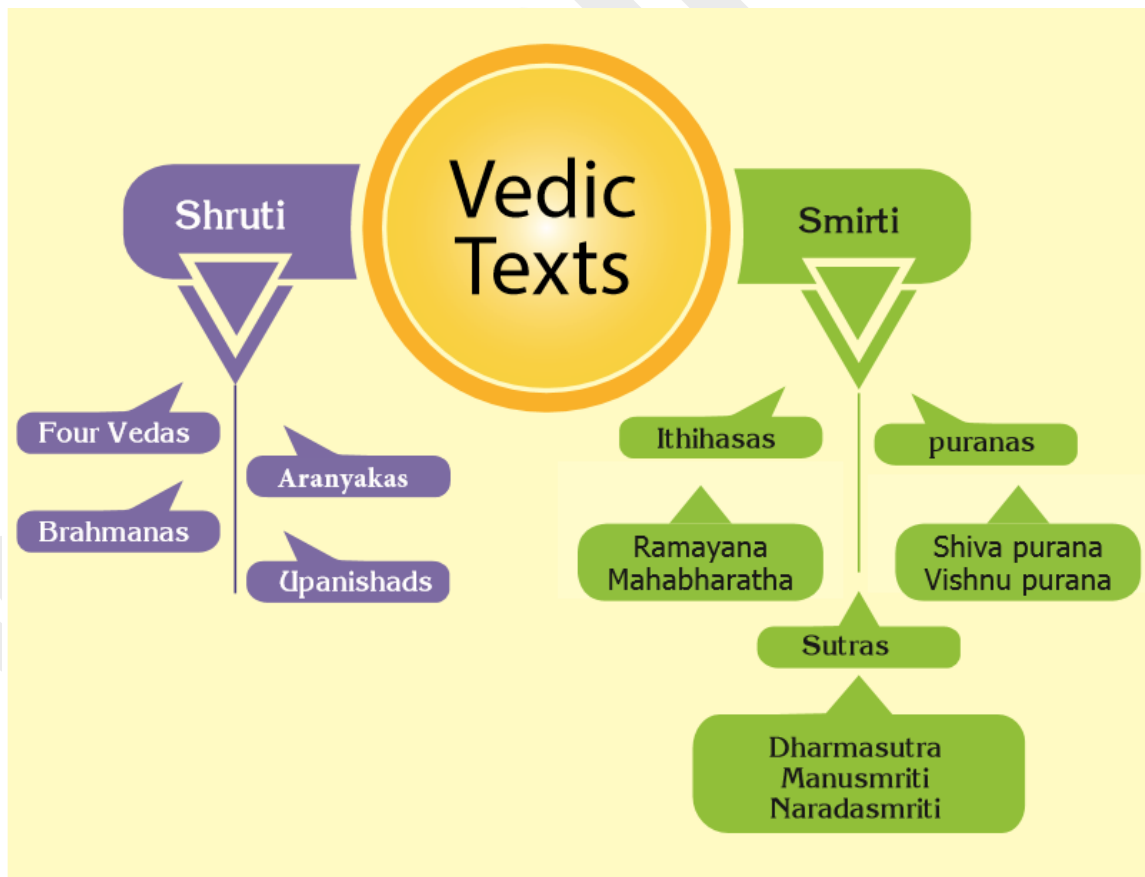 Vedic
Texts
Shruti
Four Vedas
Aranyakas
Brahmanas
Upanishads
Smirti
Ithihasas
puranas
Ramayana
Mahabharatha
Shiva purana
Vishnu purana
Sutras
Dharmasutra
Manusmriti
Naradasmriti